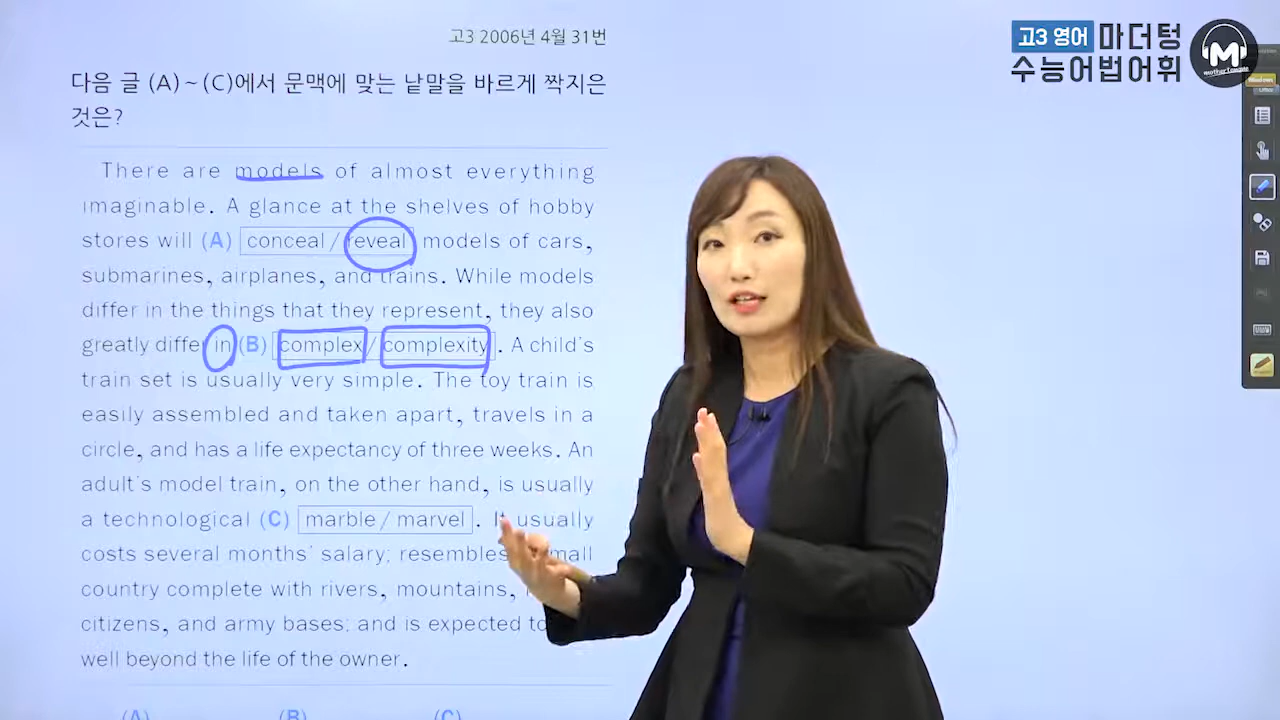 고3 2006년 4월 31번
고3 영어 마더텅
수능어법어휘
M
mother tongue
다음 글 (A)~(C)에서 문맥에 맞는 낱말을 바르게 짝지은
것은?
There are models of almost everything
imaginable. A glance at the shelves of hobby
stores will (A) conceal / reveal models of cars,
submarines, airplanes, and trains. While models
differ in the things that they represent, they also
greatly differ in (B) complex / complexity. A child's
train set is usually very simple. The toy train is
easily assembled and taken apart, travels in a
circle, and has a life expectancy of three weeks. An
adult's model train, on the other hand, is usually
a technological (C) marble / marvel. It usually
costs several months' salary; resembles
country complete with rivers, mountains,
citizens, and army bases; and is expected to
well beyond the life of the owner.
(A) (B) (C)